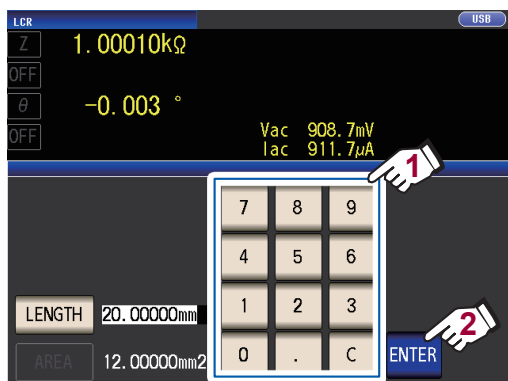 LCR USB
Z 1.00010kΩ
OFF
θ -0.003 °
OFF
Vac 908.7mV
Iac 911.7μA
1
7 8 9
4 5 6
1 2 3
0 . C
LENGTH 20.00000mm
AREA 12.00000mm2
ENTER
2